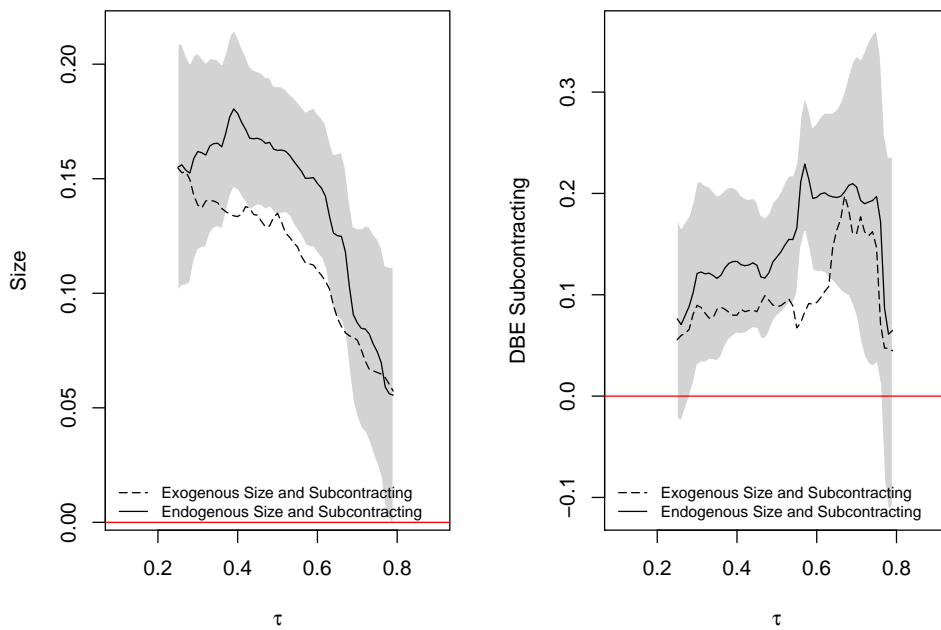 Size
0.00
0.05
0.10
0.15
0.20
0.2
0.4
0.6
0.8
τ
Exogenous Size and Subcontracting
Endogenous Size and Subcontracting
DBE Subcontracting
−0.1
0.0
0.1
0.2
0.3
0.2
0.4
0.6
0.8
τ
Exogenous Size and Subcontracting
Endogenous Size and Subcontracting